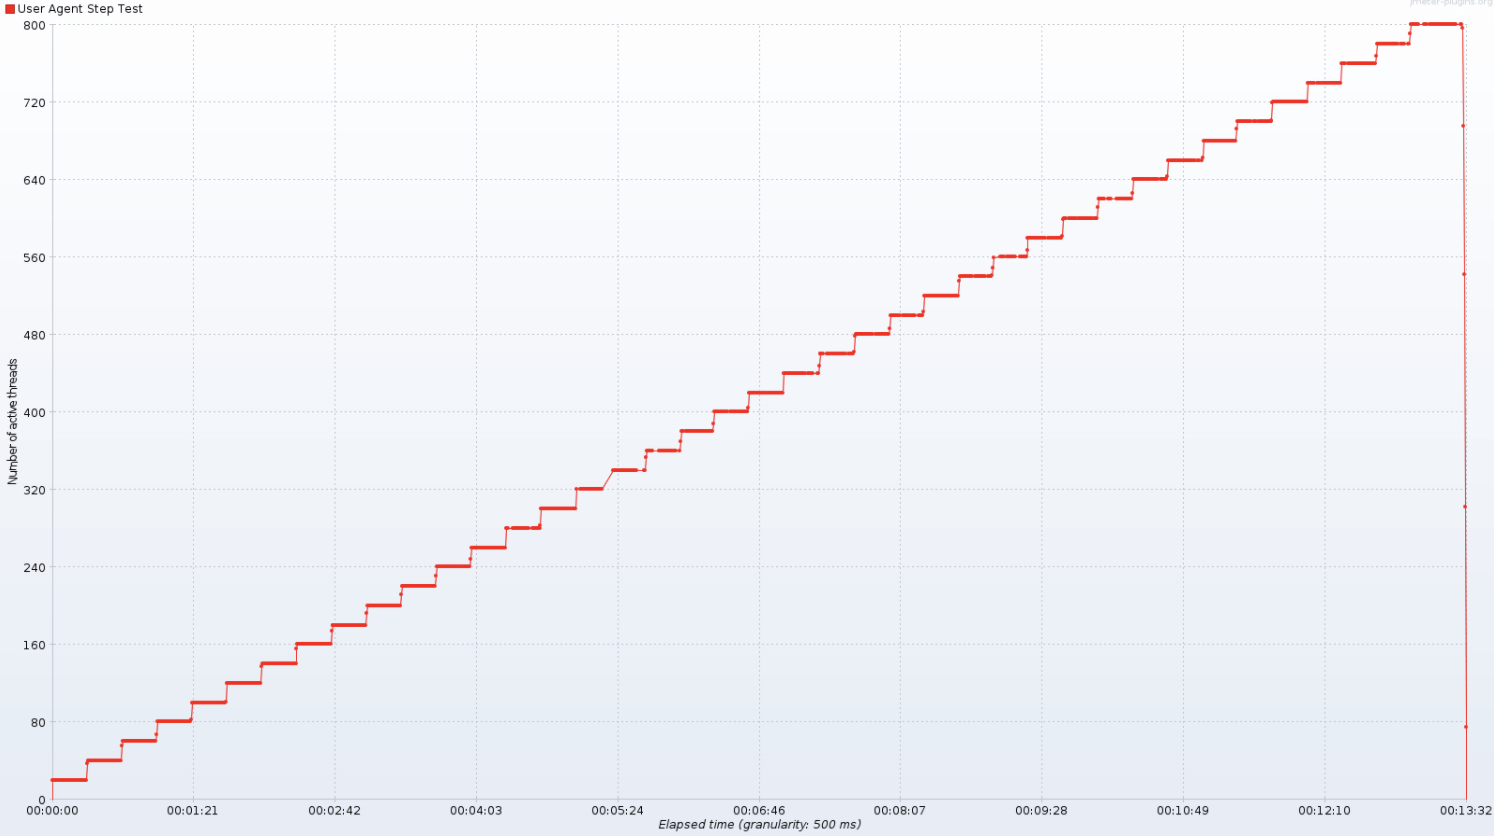 jmeter-plugins.org
User Agent Step Test
800
720
640
560
480
400
320
240
160
80
0
Number of active threads
00:00:00 00:01:21 00:02:42 00:04:03 00:05:24 00:06:46 00:08:07 00:09:28 00:10:49 00:12:10 00:13:32
Elapsed time (granularity: 500 ms)